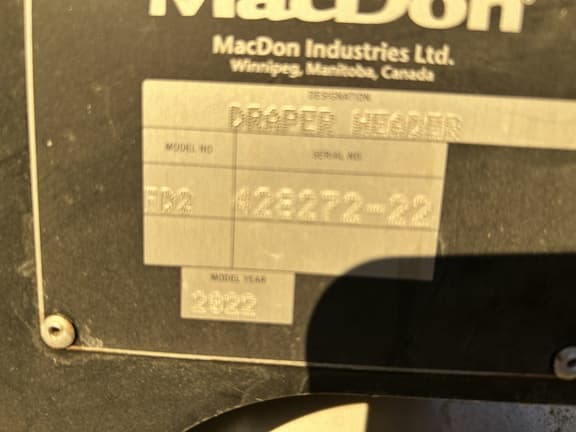 MacDon
MacDon Industries Ltd.
Winnipeg, Manitoba, Canada
DESIGNATION
DRAPER HEADER
MODEL NO
SERIAL NO
FD2
428272-22
MODEL YEAR
2022